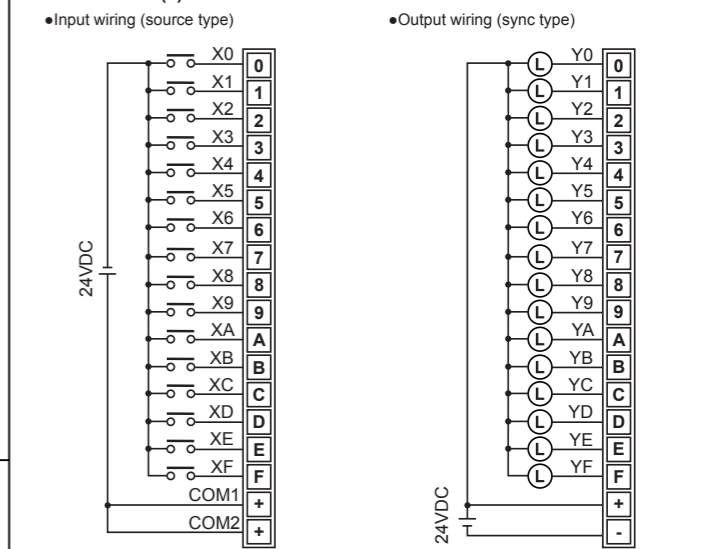 ●Input wiring (source type)
X0 0
X1 1
X2 2
X3 3
X4 4
X5 5
X6 6
X7 7
X8 8
X9 9
XA A
XB B
XC C
XD D
XE E
XF F
COM1 +
COM2 +
24VDC
●Output wiring (sync type)
L Y0 0
L Y1 1
L Y2 2
L Y3 3
L Y4 4
L Y5 5
L Y6 6
L Y7 7
L Y8 8
L Y9 9
L YA A
L YB B
L YC C
L YD D
L YE E
L YF F
+
-
24VDC